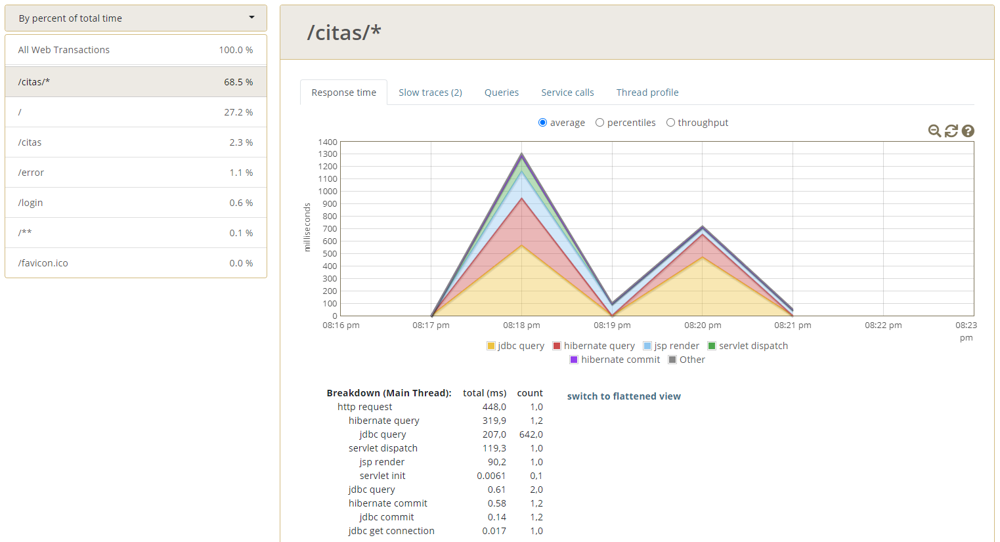 By percent of total time
All Web Transactions 100.0 %
/citas/* 68.5 %
/ 27.2 %
/citas 2.3 %
/error 1.1 %
/login 0.6 %
/** 0.1 %
/favicon.ico 0.0 %
/citas/*
Response time Slow traces (2) Queries Service calls Thread profile
average percentiles throughput
milliseconds
1400
1300
1200
1100
1000
900
800
700
600
500
400
300
200
100
0
08:16 pm 08:17 pm 08:18 pm 08:19 pm 08:20 pm 08:21 pm 08:22 pm 08:23 pm
jdbc query hibernate query jsp render servlet dispatch
hibernate commit Other
Breakdown (Main Thread): total (ms) count
switch to flattened view
http request 448,0 1,0
hibernate query 319,9 1,2
jdbc query 207,0 642,0
servlet dispatch 119,3 1,0
jsp render 90,2 1,0
servlet init 0.0061 0,1
jdbc query 0.61 2,0
hibernate commit 0.58 1,2
jdbc commit 0.14 1,2
jdbc get connection 0.017 1,0